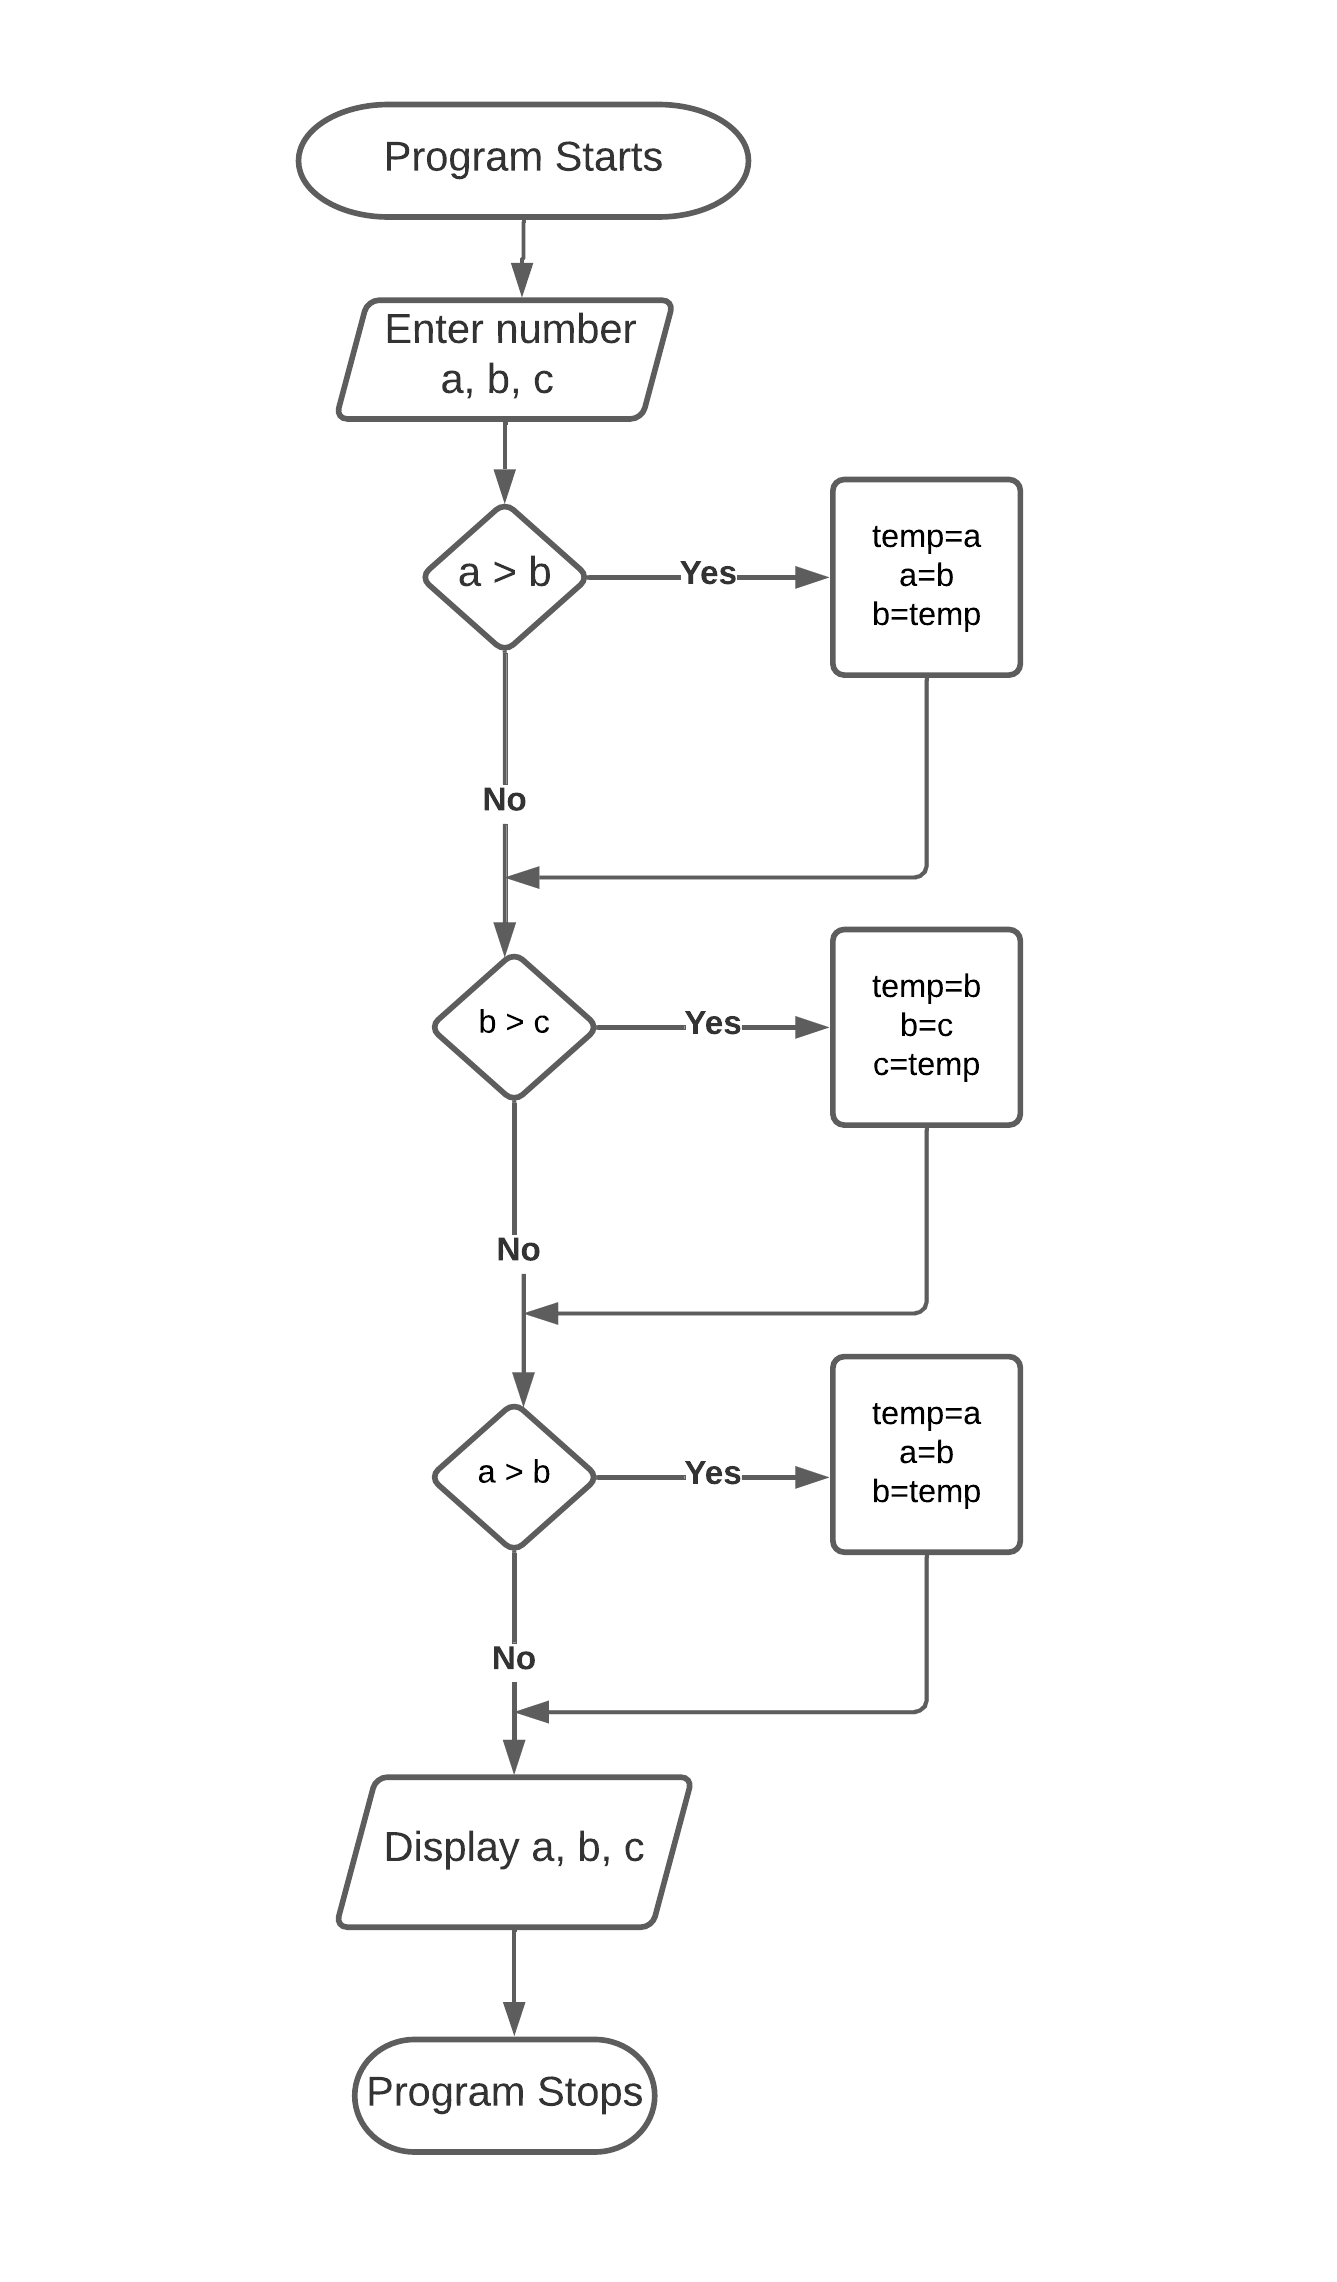 Program Starts
Enter number
a, b, c
a > b
Yes
temp=a
a=b
b=temp
No
b > c
Yes
temp=b
b=c
c=temp
No
a > b
Yes
temp=a
a=b
b=temp
No
Display a, b, c
Program Stops